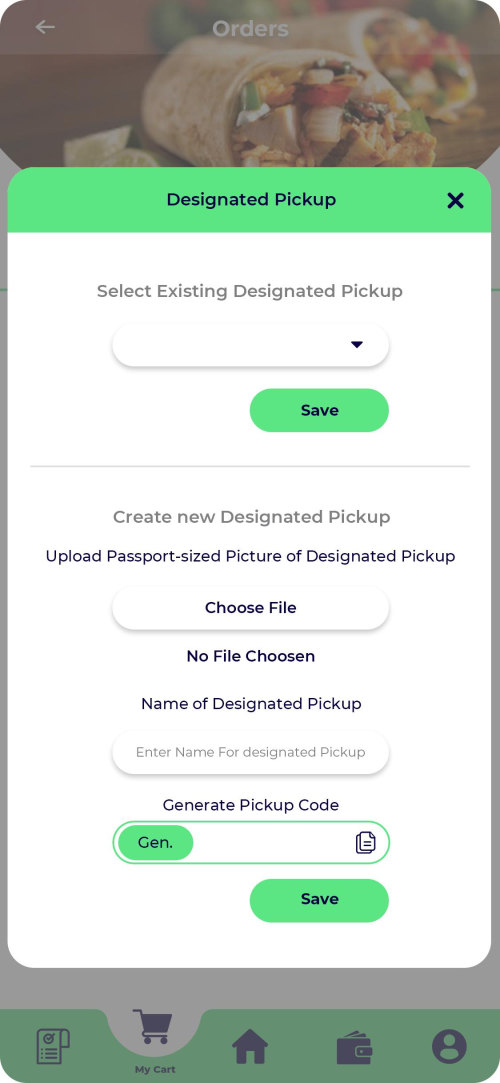 Orders
Designated Pickup
Select Existing Designated Pickup
Save
Create new Designated Pickup
Upload Passport-sized Picture of Designated Pickup
Choose File
No File Choosen
Name of Designated Pickup
Enter Name For designated Pickup
Generate Pickup Code
Gen.
Save
My Cart